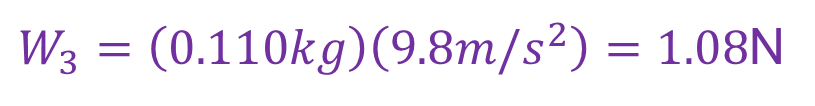 W₃ = (0.110kg)(9.8m/s²) = 1.08N